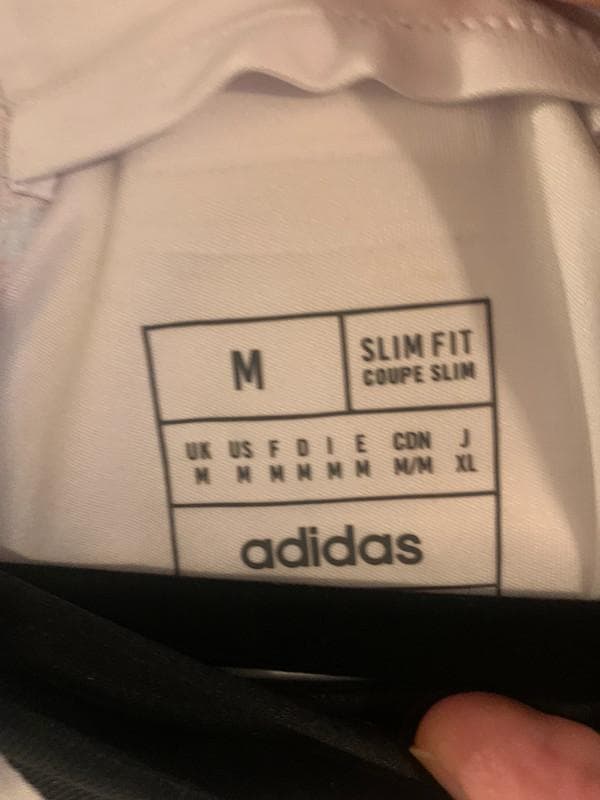 M
SLIM FIT
COUPE SLIM
UK US F D I E CDN J
M M M M M M M/M XL
adidas